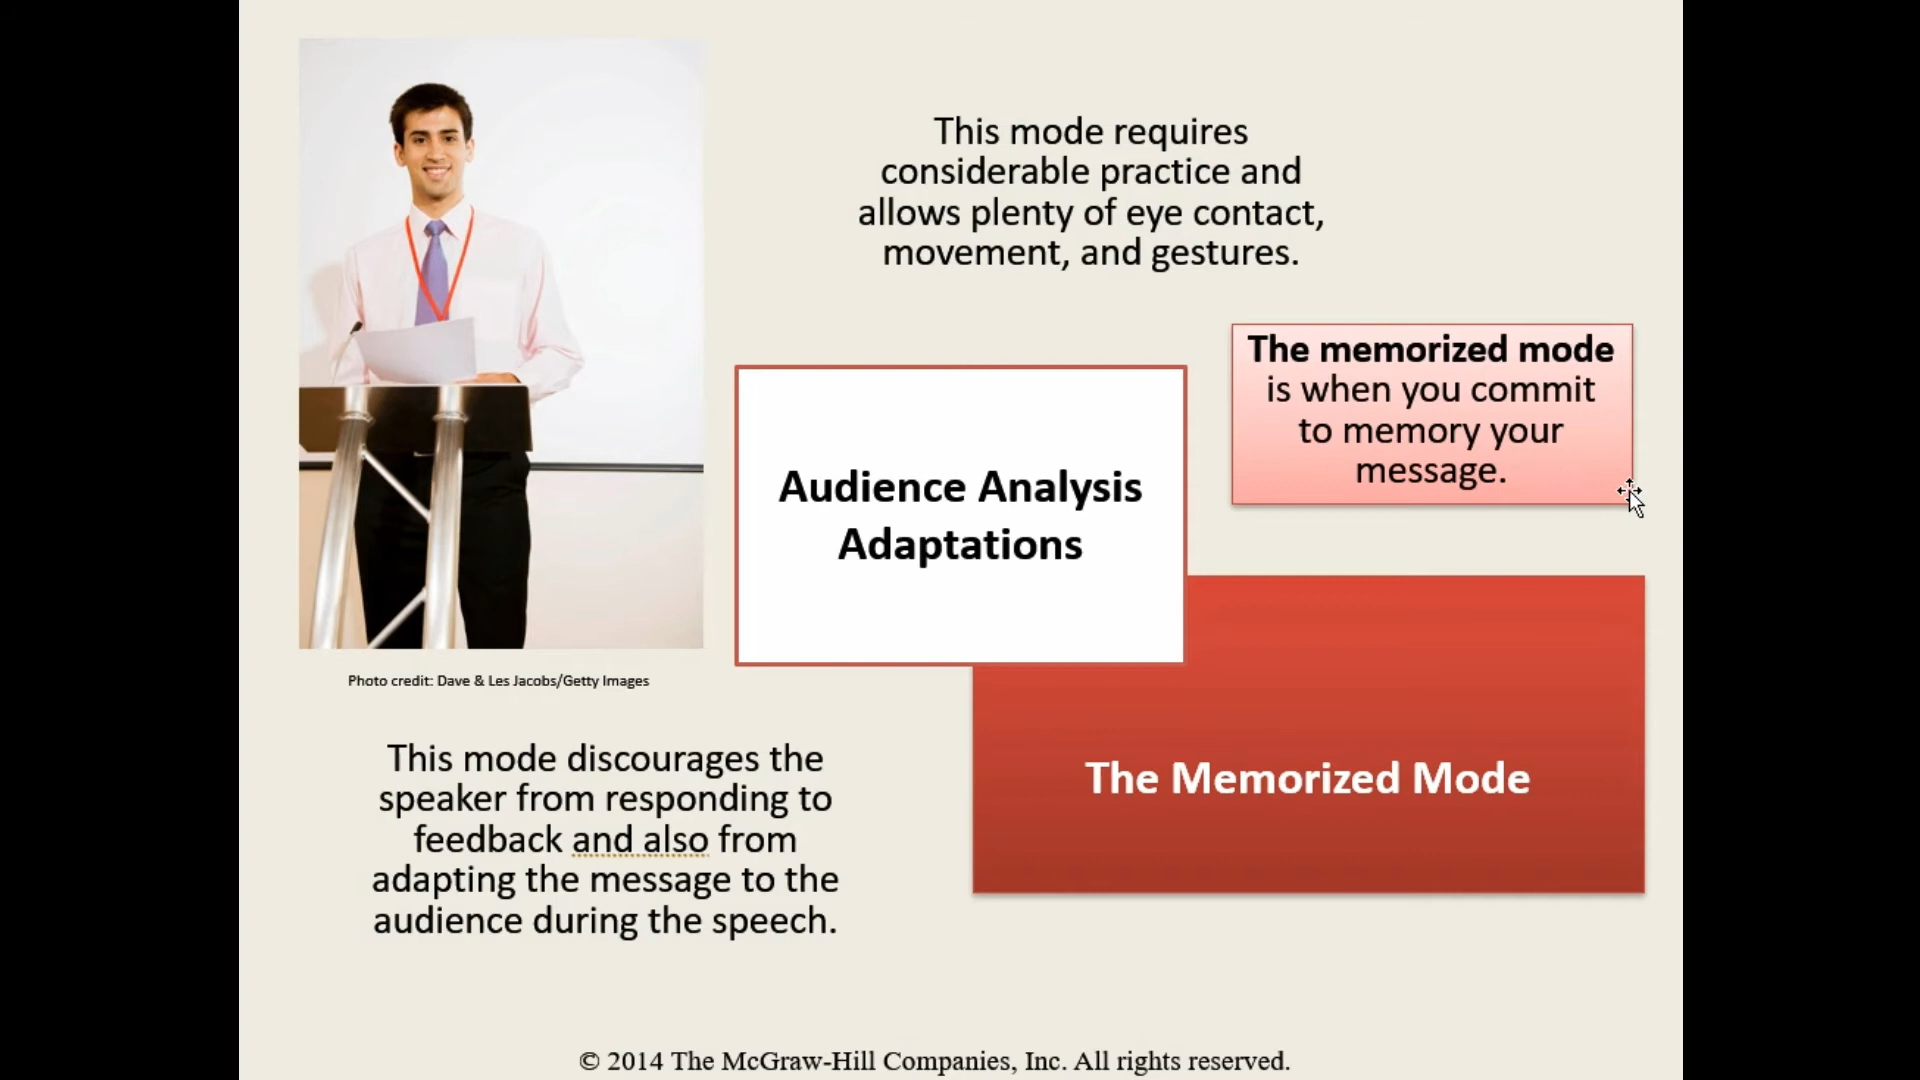 This mode requires
considerable practice and
allows plenty of eye contact,
movement, and gestures.
The memorized mode
is when you commit
to memory your
message.
Audience Analysis
Adaptations
The Memorized Mode
Photo credit: Dave & Les Jacobs/Getty Images
This mode discourages the
speaker from responding to
feedback and also from
adapting the message to the
audience during the speech.
© 2014 The McGraw-Hill Companies, Inc. All rights reserved.